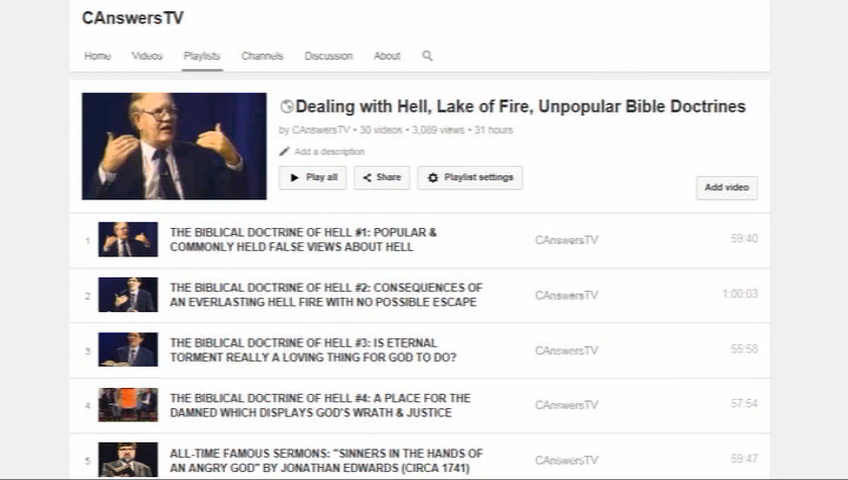 CAnswersTV
Home Videos Playlists Channels Discussion About
Dealing with Hell, Lake of Fire, Unpopular Bible Doctrines
by CAnswersTV • 30 videos • 3,089 views • 31 hours
Add a description
Play all Share Playlist settings
Add video
1 THE BIBLICAL DOCTRINE OF HELL #1: POPULAR &
COMMONLY HELD FALSE VIEWS ABOUT HELL
CAnswersTV 59:40
2 THE BIBLICAL DOCTRINE OF HELL #2: CONSEQUENCES OF
AN EVERLASTING HELL FIRE WITH NO POSSIBLE ESCAPE
CAnswersTV 1:00:03
3 THE BIBLICAL DOCTRINE OF HELL #3: IS ETERNAL
TORMENT REALLY A LOVING THING FOR GOD TO DO?
CAnswersTV 55:58
4 THE BIBLICAL DOCTRINE OF HELL #4: A PLACE FOR THE
DAMNED WHICH DISPLAYS GOD'S WRATH & JUSTICE
CAnswersTV 57:54
5 ALL-TIME FAMOUS SERMONS: "SINNERS IN THE HANDS OF
AN ANGRY GOD" BY JONATHAN EDWARDS (CIRCA 1741)
CAnswersTV 59:47